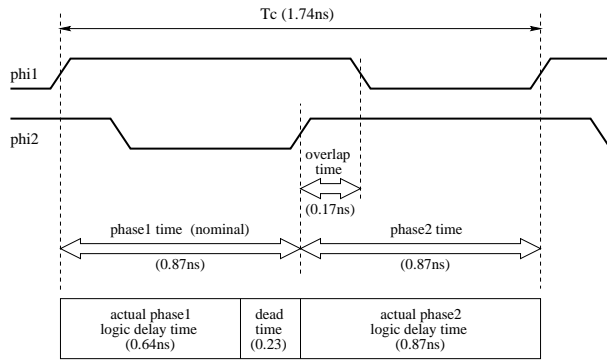 Tc (1.74ns)
phi1
phi2
overlap
time
(0.17ns)
phase1 time (nominal)
phase2 time
(0.87ns)
(0.87ns)
actual phase1
logic delay time
(0.64ns)
dead
time
(0.23)
actual phase2
logic delay time
(0.87ns)